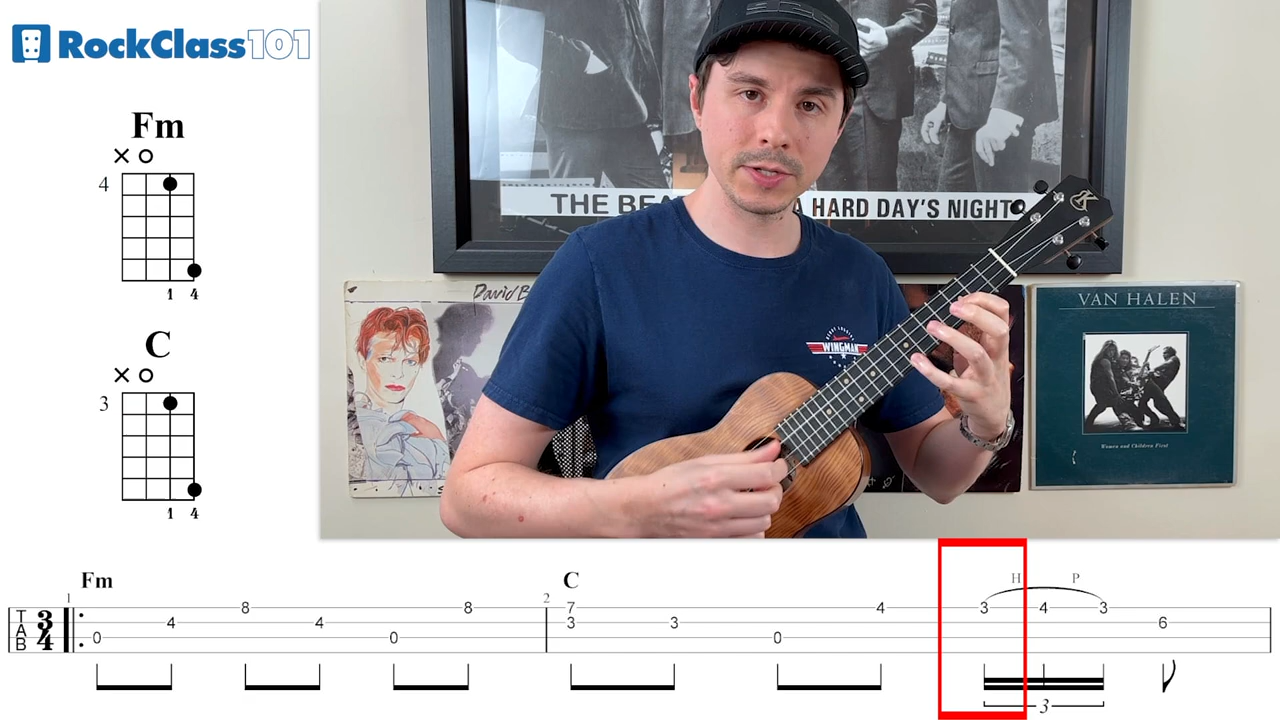 RockClass101
Fm
× ○
4
1 4
C
× ○
3
1 4
THE BEA
A HARD DAY'S NIGHT
David B
WINGMAN
VAN HALEN
Women and Children First
Fm C
1 2 H P
T A B
3 4
0 4 8 4 0 8
7 3 3 0 4 3 4 3 6
3